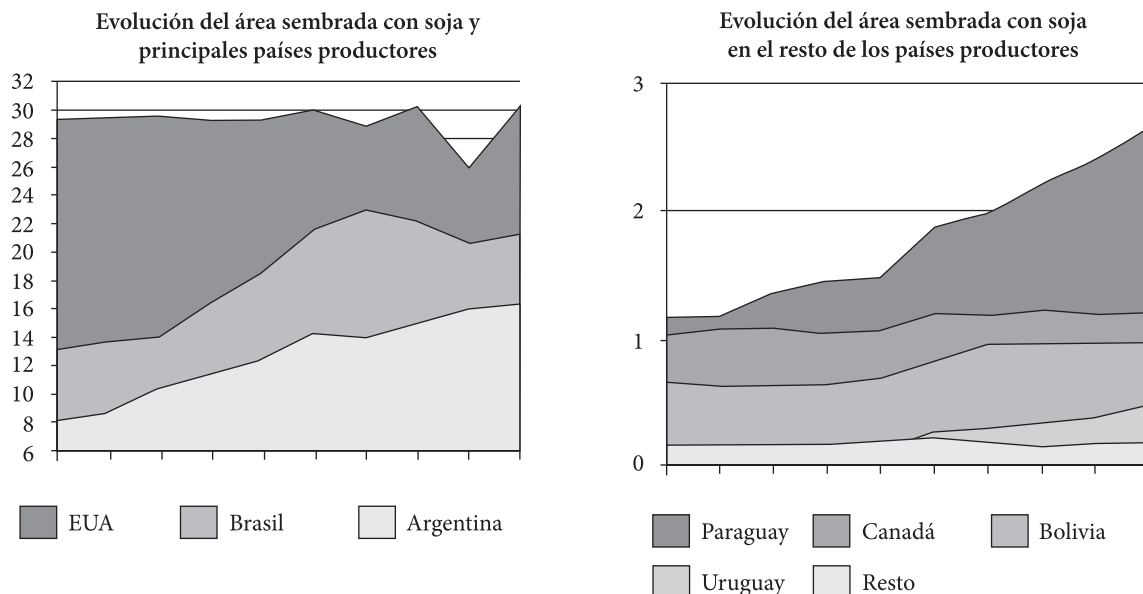 Evolución del área sembrada con soja y
principales países productores
32
30
28
26
24
22
20
18
16
14
12
10
8
6
EUA
Brasil
Argentina
Evolución del área sembrada con soja
en el resto de los países productores
3
2
1
0
Paraguay
Canadá
Bolivia
Uruguay
Resto